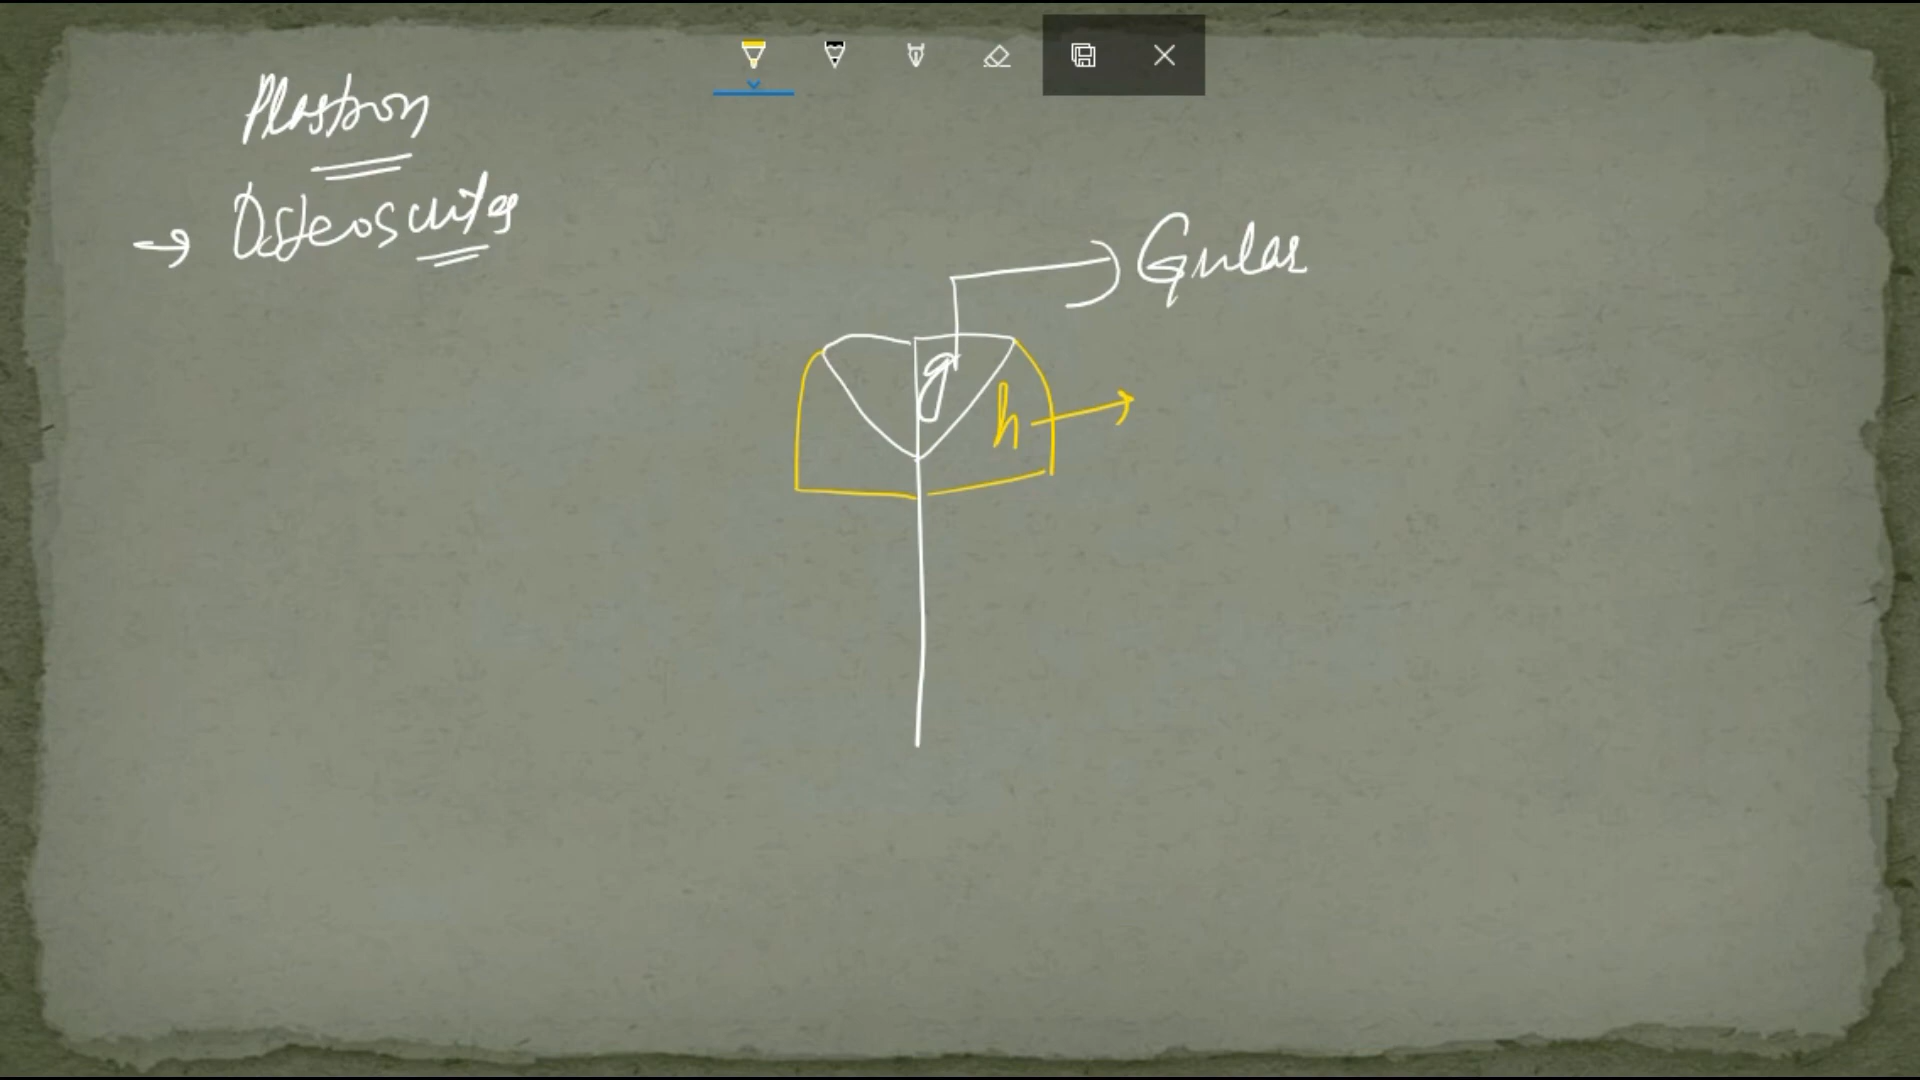 Plastron
→ Osteoscutes
Gular
g
h